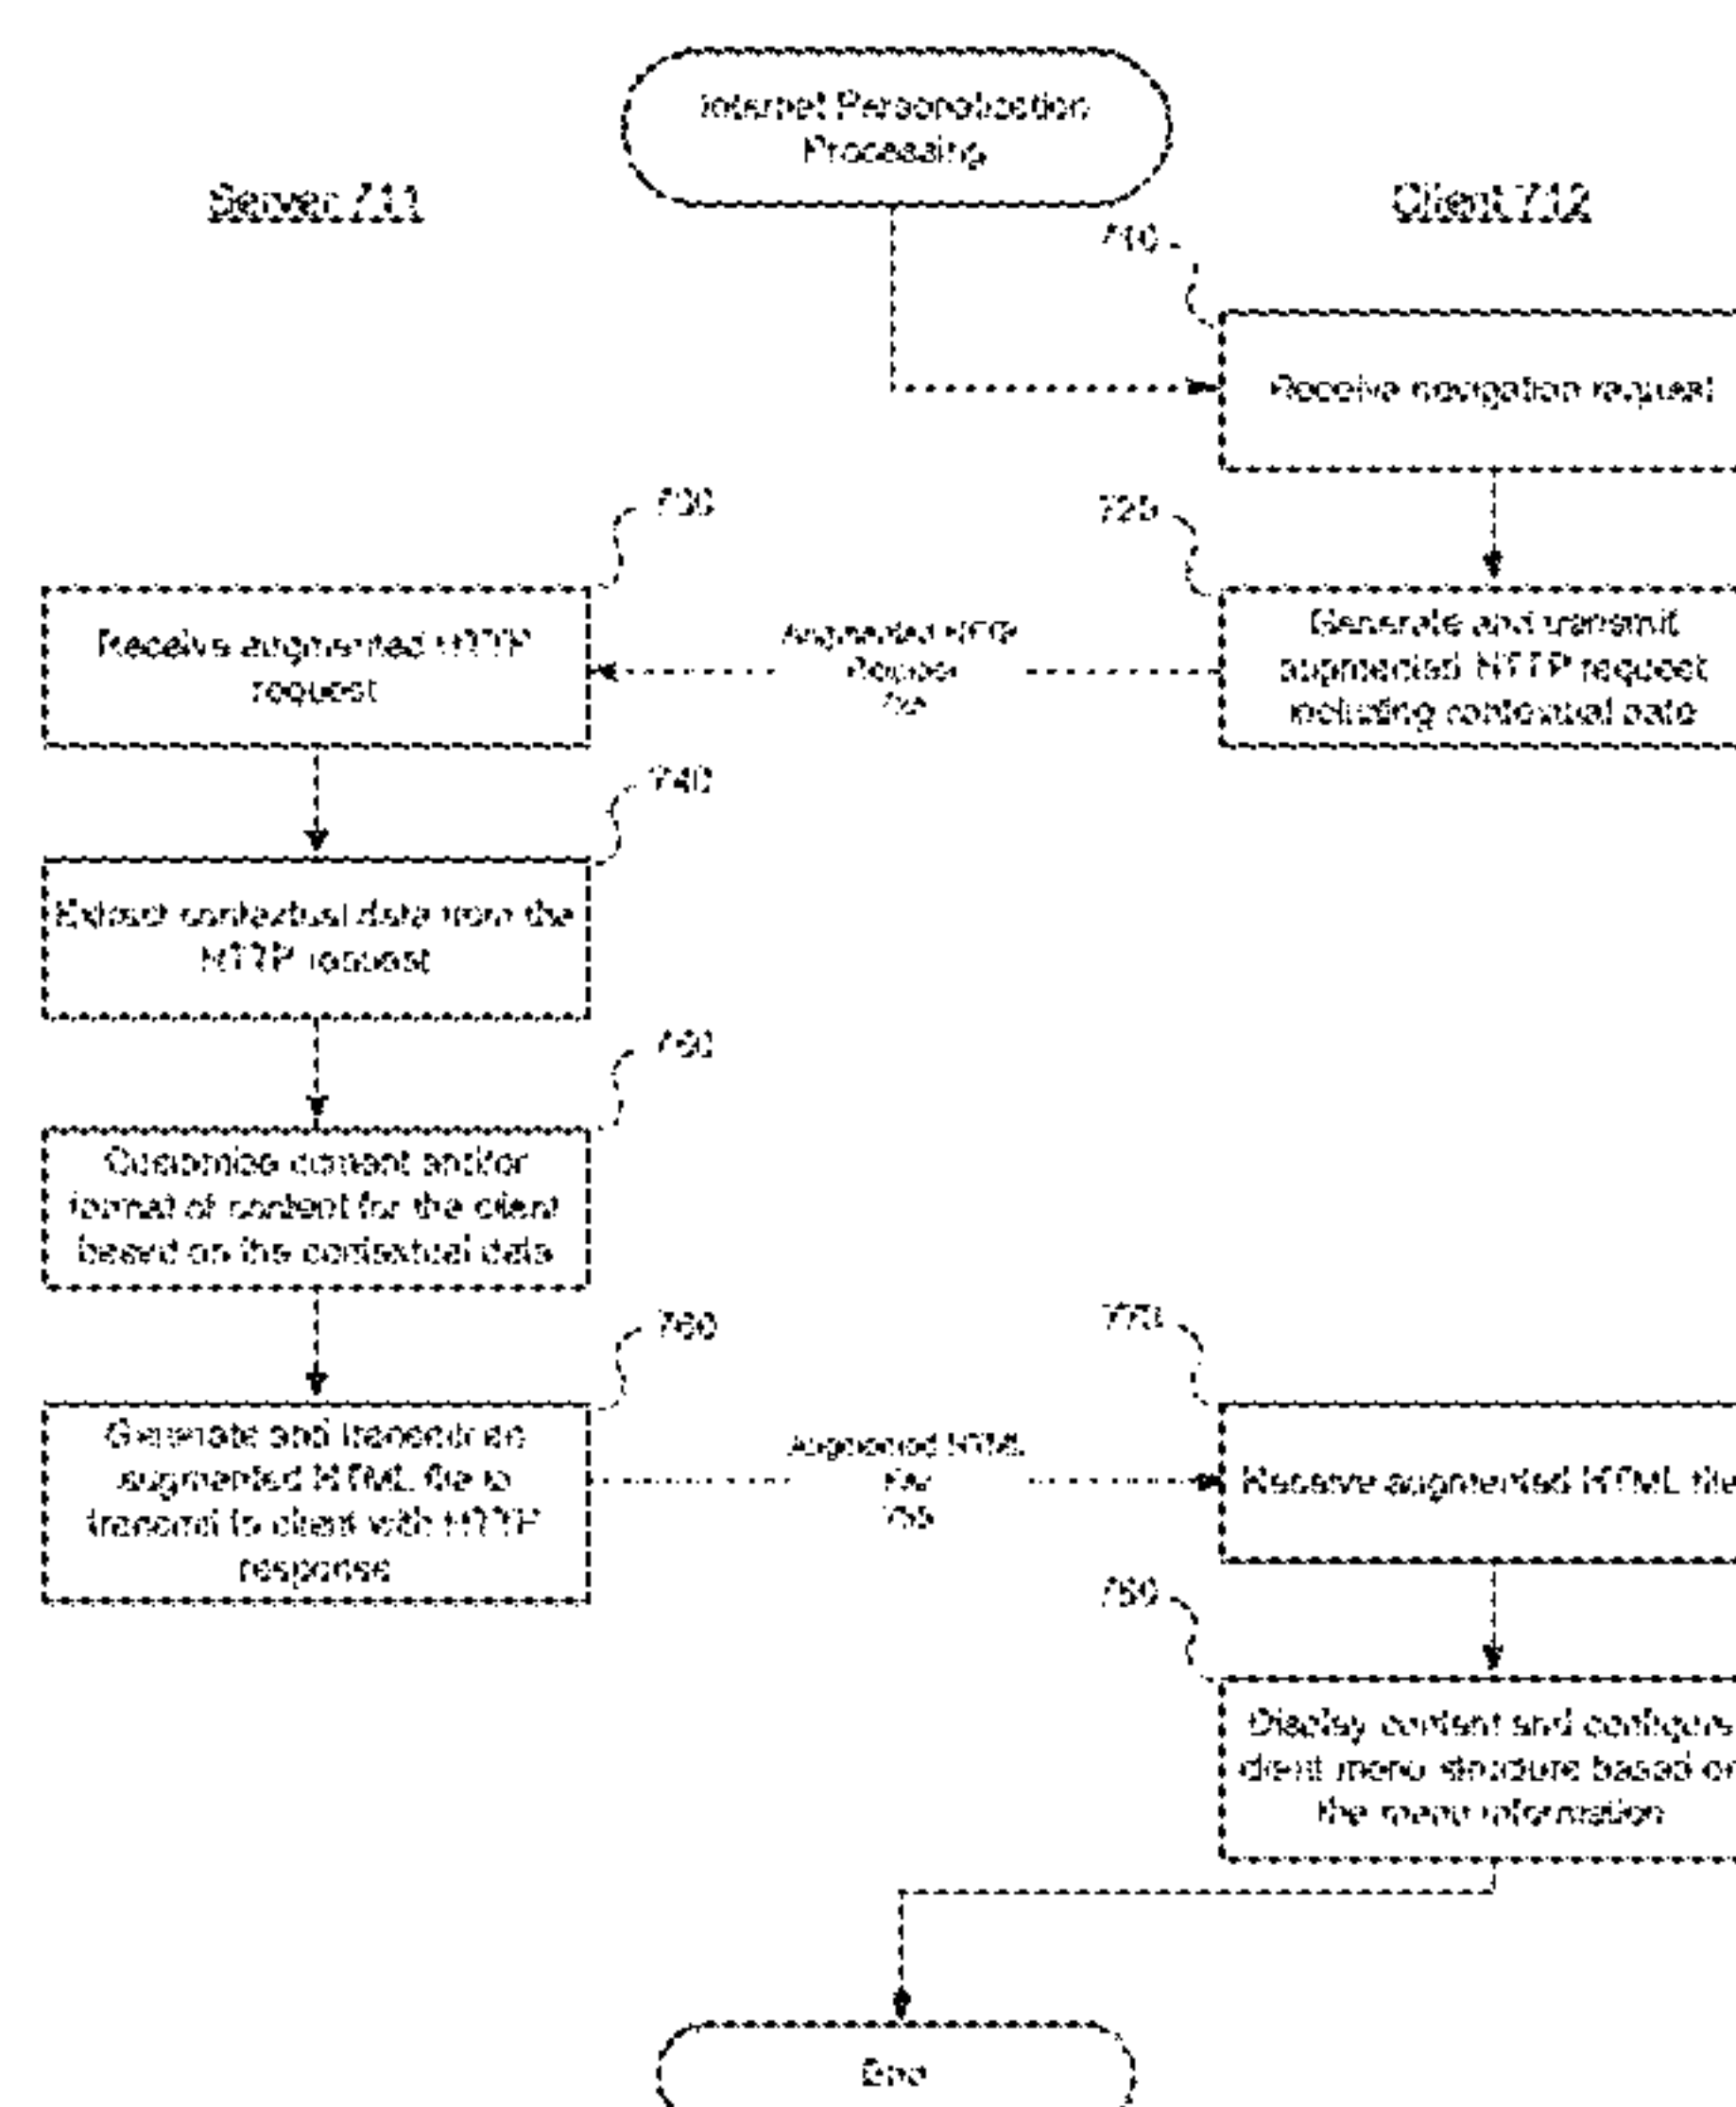 Internet Personalization
Processing
Server 711
Client 712
710
Receive navigation request
730
725
Receive augmented HTTP
request
Augmented HTTP
Request
Generate and transmit
augmented HTTP request
including contextual data
740
Extract contextual data from the
HTTP request
Customize content and/or
format of content for the client
based on the contextual data
760
770
Generate and transmit an
augmented HTML file to
transmit to client with HTTP
response
Augmented HTML
File
Receive augmented HTML file
Display content and configure
client menu structure based on
the menu information
End